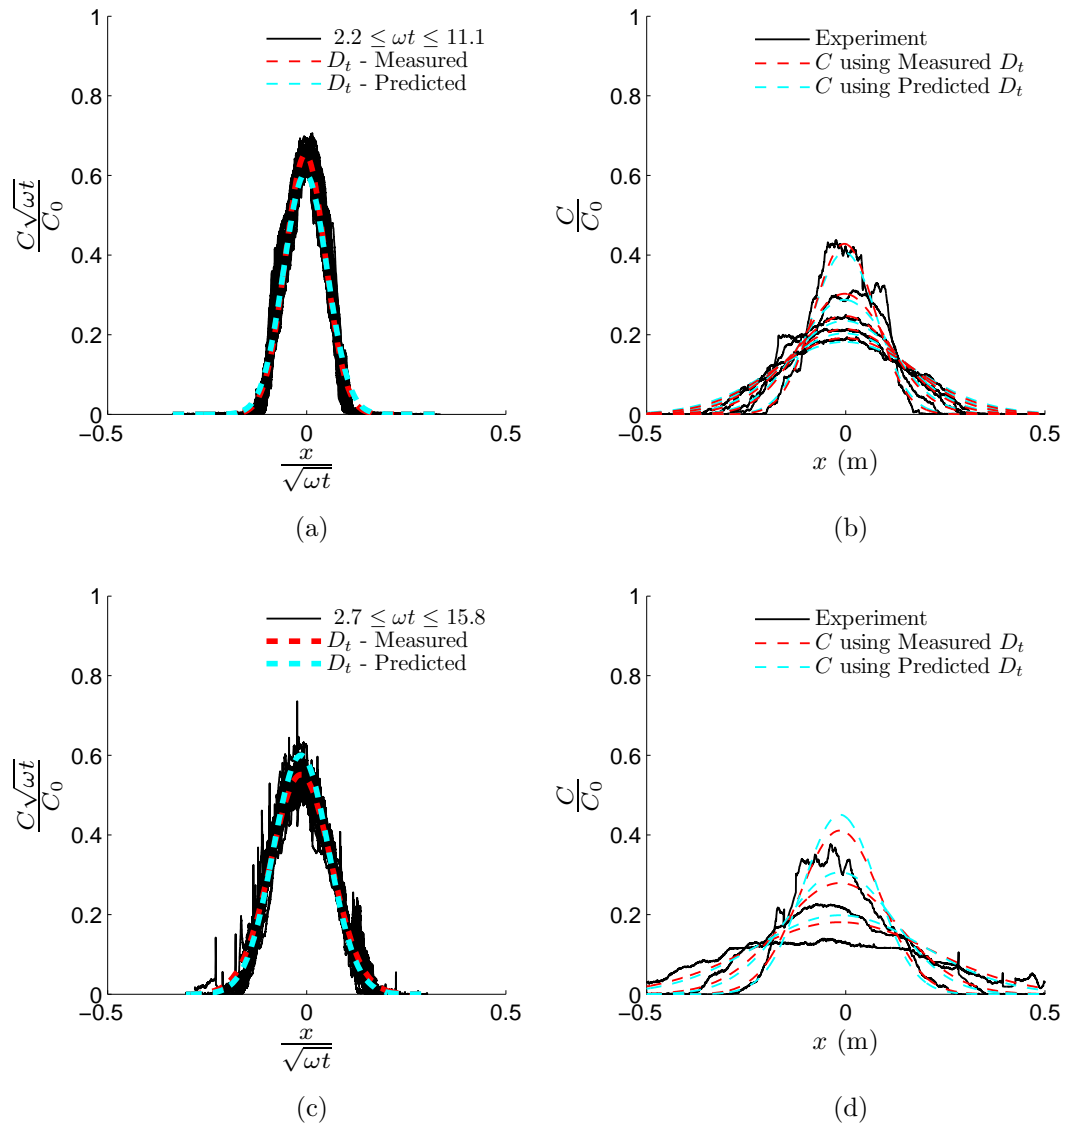 1
0.8
0.6
0.4
0.2
0
−0.5
0
0.5
C√ωt
C₀
x
√ωt
2.2 ≤ ωt ≤ 11.1
Dₜ - Measured
Dₜ - Predicted
(a)
1
0.8
0.6
0.4
0.2
0
−0.5
0
0.5
C
C₀
x (m)
Experiment
C using Measured Dₜ
C using Predicted Dₜ
(b)
1
0.8
0.6
0.4
0.2
0
−0.5
0
0.5
C√ωt
C₀
x
√ωt
2.7 ≤ ωt ≤ 15.8
Dₜ - Measured
Dₜ - Predicted
(c)
1
0.8
0.6
0.4
0.2
0
−0.5
0
0.5
C
C₀
x (m)
Experiment
C using Measured Dₜ
C using Predicted Dₜ
(d)